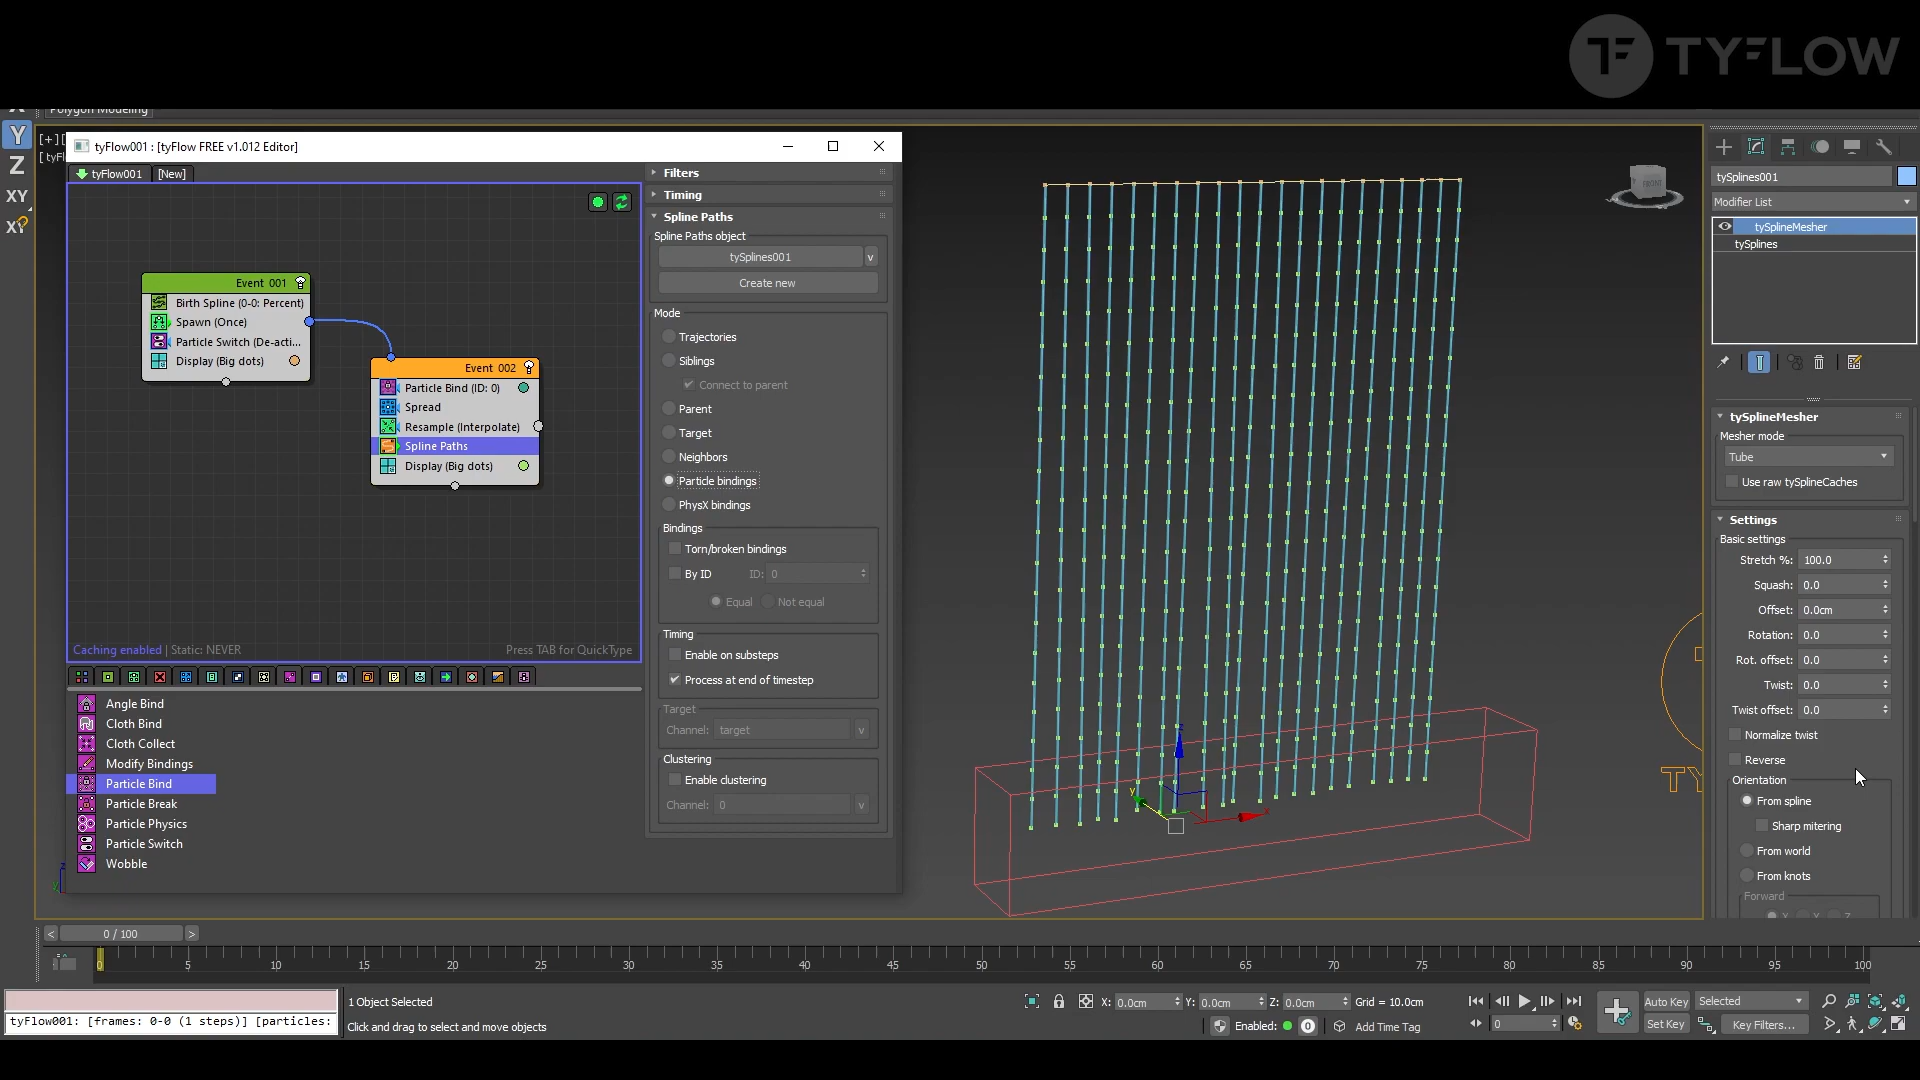 TYFLOW
Polygon Modeling
Y
Z
XY
[+][
[tyFl
tyFlow001 : [tyFlow FREE v1.012 Editor]
tyFlow001
[New]
Event 001
Birth Spline (0-0: Percent)
Spawn (Once)
Particle Switch (De-acti...
Display (Big dots)
Event 002
Particle Bind (ID: 0)
Spread
Resample (Interpolate)
Spline Paths
Display (Big dots)
Caching enabled | Static: NEVER
Press TAB for QuickType
Angle Bind
Cloth Bind
Cloth Collect
Modify Bindings
Particle Bind
Particle Break
Particle Physics
Particle Switch
Wobble
Filters
Timing
Spline Paths
Spline Paths object
tySplines001
v
Create new
Mode
Trajectories
Siblings
Connect to parent
Parent
Target
Neighbors
Particle bindings
PhysX bindings
Bindings
Torn/broken bindings
By ID
ID: 0
Equal
Not equal
Timing
Enable on substeps
Process at end of timestep
Target
Channel: target
v
Clustering
Enable clustering
Channel: 0
v
FRONT
z
y
x
TY
tySplines001
Modifier List
tySplineMesher
tySplines
tySplineMesher
Mesher mode
Tube
Use raw tySplineCaches
Settings
Basic settings
Stretch %: 100.0
Squash: 0.0
Offset: 0.0cm
Rotation: 0.0
Rot. offset: 0.0
Twist: 0.0
Twist offset: 0.0
Normalize twist
Reverse
Orientation
From spline
Sharp mitering
From world
From knots
Forward
< 0 / 100 >
0 5 10 15 20 25 30 35 40 45 50 55 60 65 70 75 80 85 90 95 100
1 Object Selected
tyFlow001: [frames: 0-0 (1 steps)] [particles:
Click and drag to select and move objects
X: 0.0cm Y: 0.0cm Z: 0.0cm Grid = 10.0cm
Enabled: 0
Add Time Tag
0
Auto Key
Selected
Set Key
Key Filters...